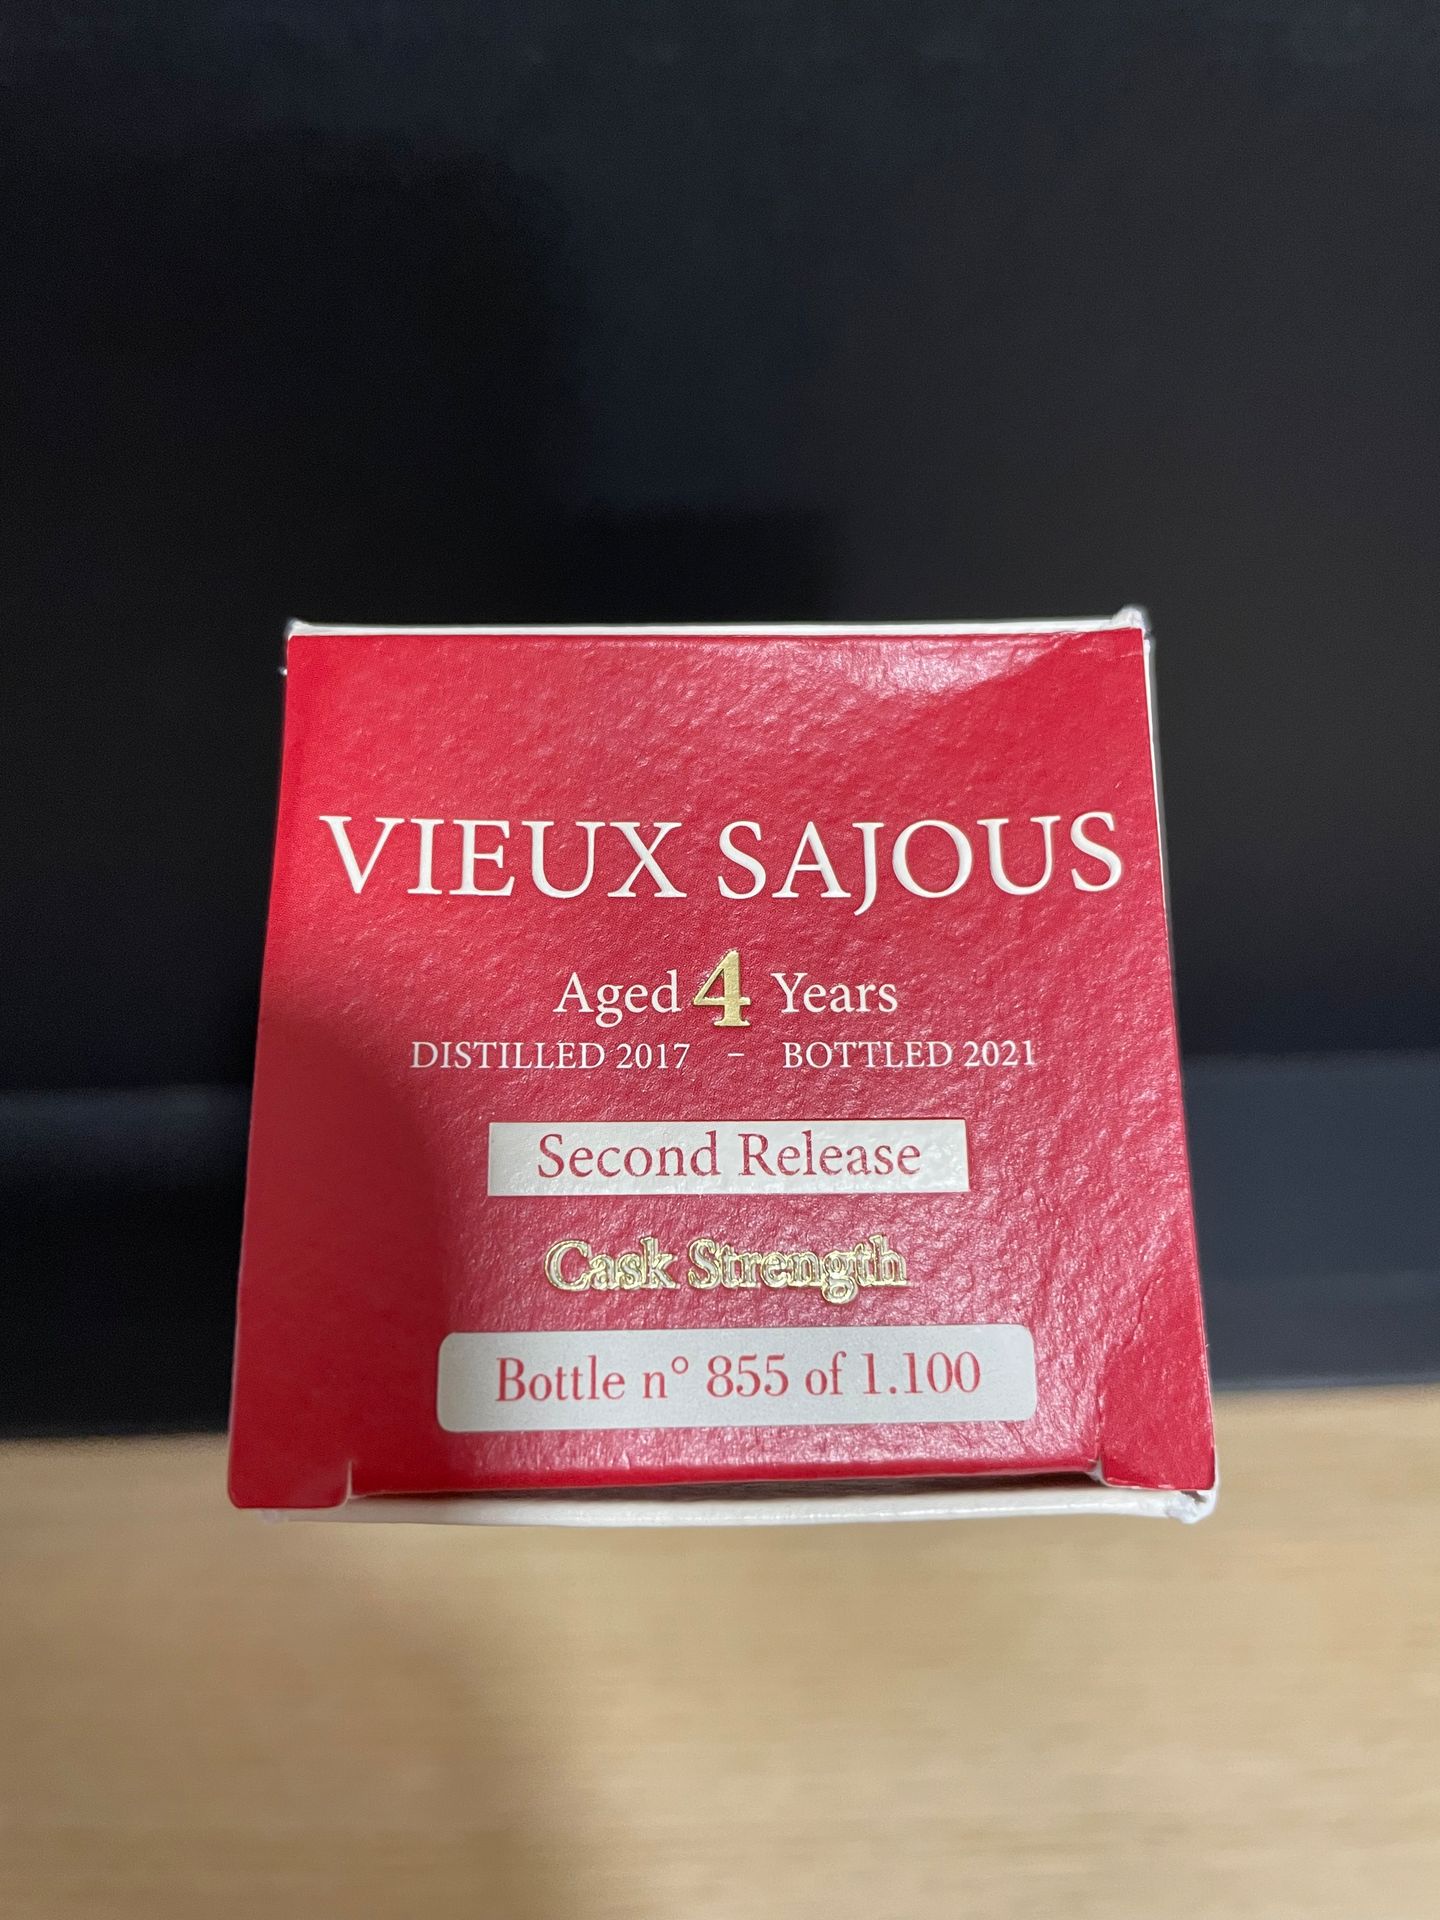 VIEUX SAJOUS
Aged 4 Years
DISTILLED 2017 - BOTTLED 2021
Second Release
Cask Strength
Bottle n° 855 of 1.100